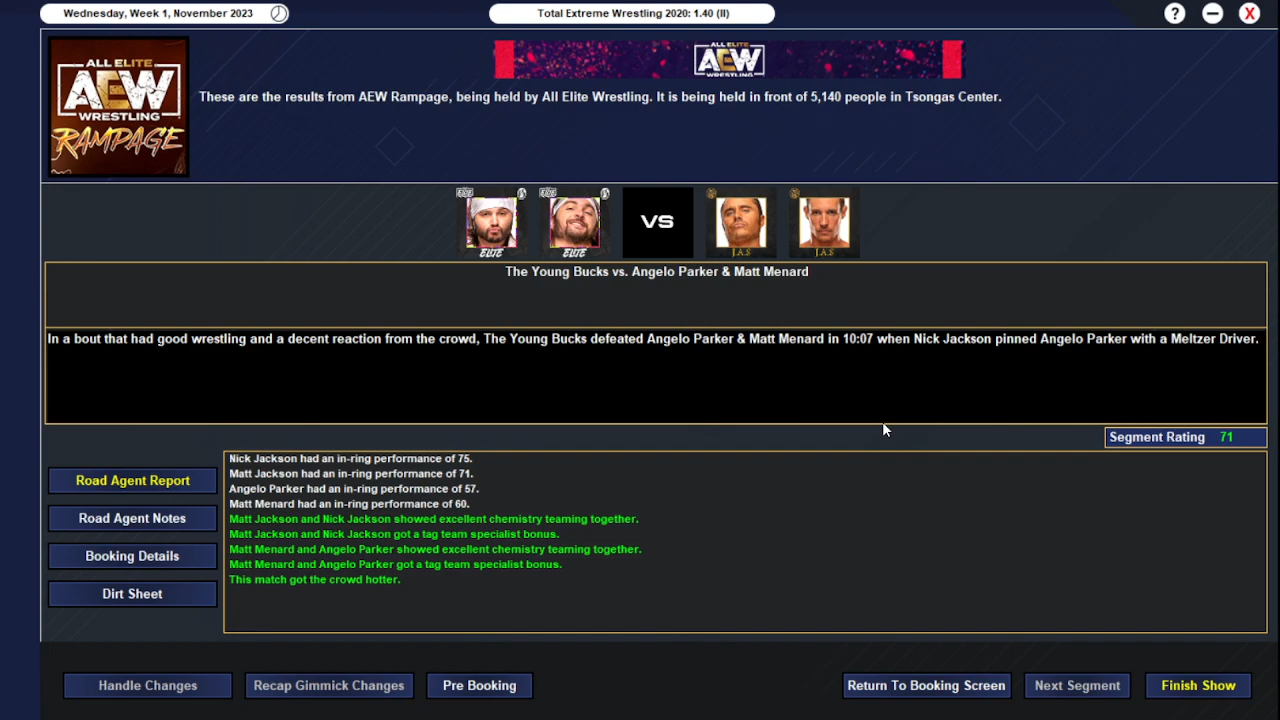 Wednesday, Week 1, November 2023
Total Extreme Wrestling 2020: 1.40 (II)
?
X
ALL ELITE
AEW
WRESTLING
RAMPAGE
ALL ELITE
AEW
WRESTLING
These are the results from AEW Rampage, being held by All Elite Wrestling. It is being held in front of 5,140 people in Tsongas Center.
ELITE
ELITE
VS
J.A.S
J.A.S
The Young Bucks vs. Angelo Parker & Matt Menard
In a bout that had good wrestling and a decent reaction from the crowd, The Young Bucks defeated Angelo Parker & Matt Menard in 10:07 when Nick Jackson pinned Angelo Parker with a Meltzer Driver.
Segment Rating 71
Road Agent Report
Road Agent Notes
Booking Details
Dirt Sheet
Nick Jackson had an in-ring performance of 75.
Matt Jackson had an in-ring performance of 71.
Angelo Parker had an in-ring performance of 57.
Matt Menard had an in-ring performance of 60.
Matt Jackson and Nick Jackson showed excellent chemistry teaming together.
Matt Jackson and Nick Jackson got a tag team specialist bonus.
Matt Menard and Angelo Parker showed excellent chemistry teaming together.
Matt Menard and Angelo Parker got a tag team specialist bonus.
This match got the crowd hotter.
Handle Changes
Recap Gimmick Changes
Pre Booking
Return To Booking Screen
Next Segment
Finish Show